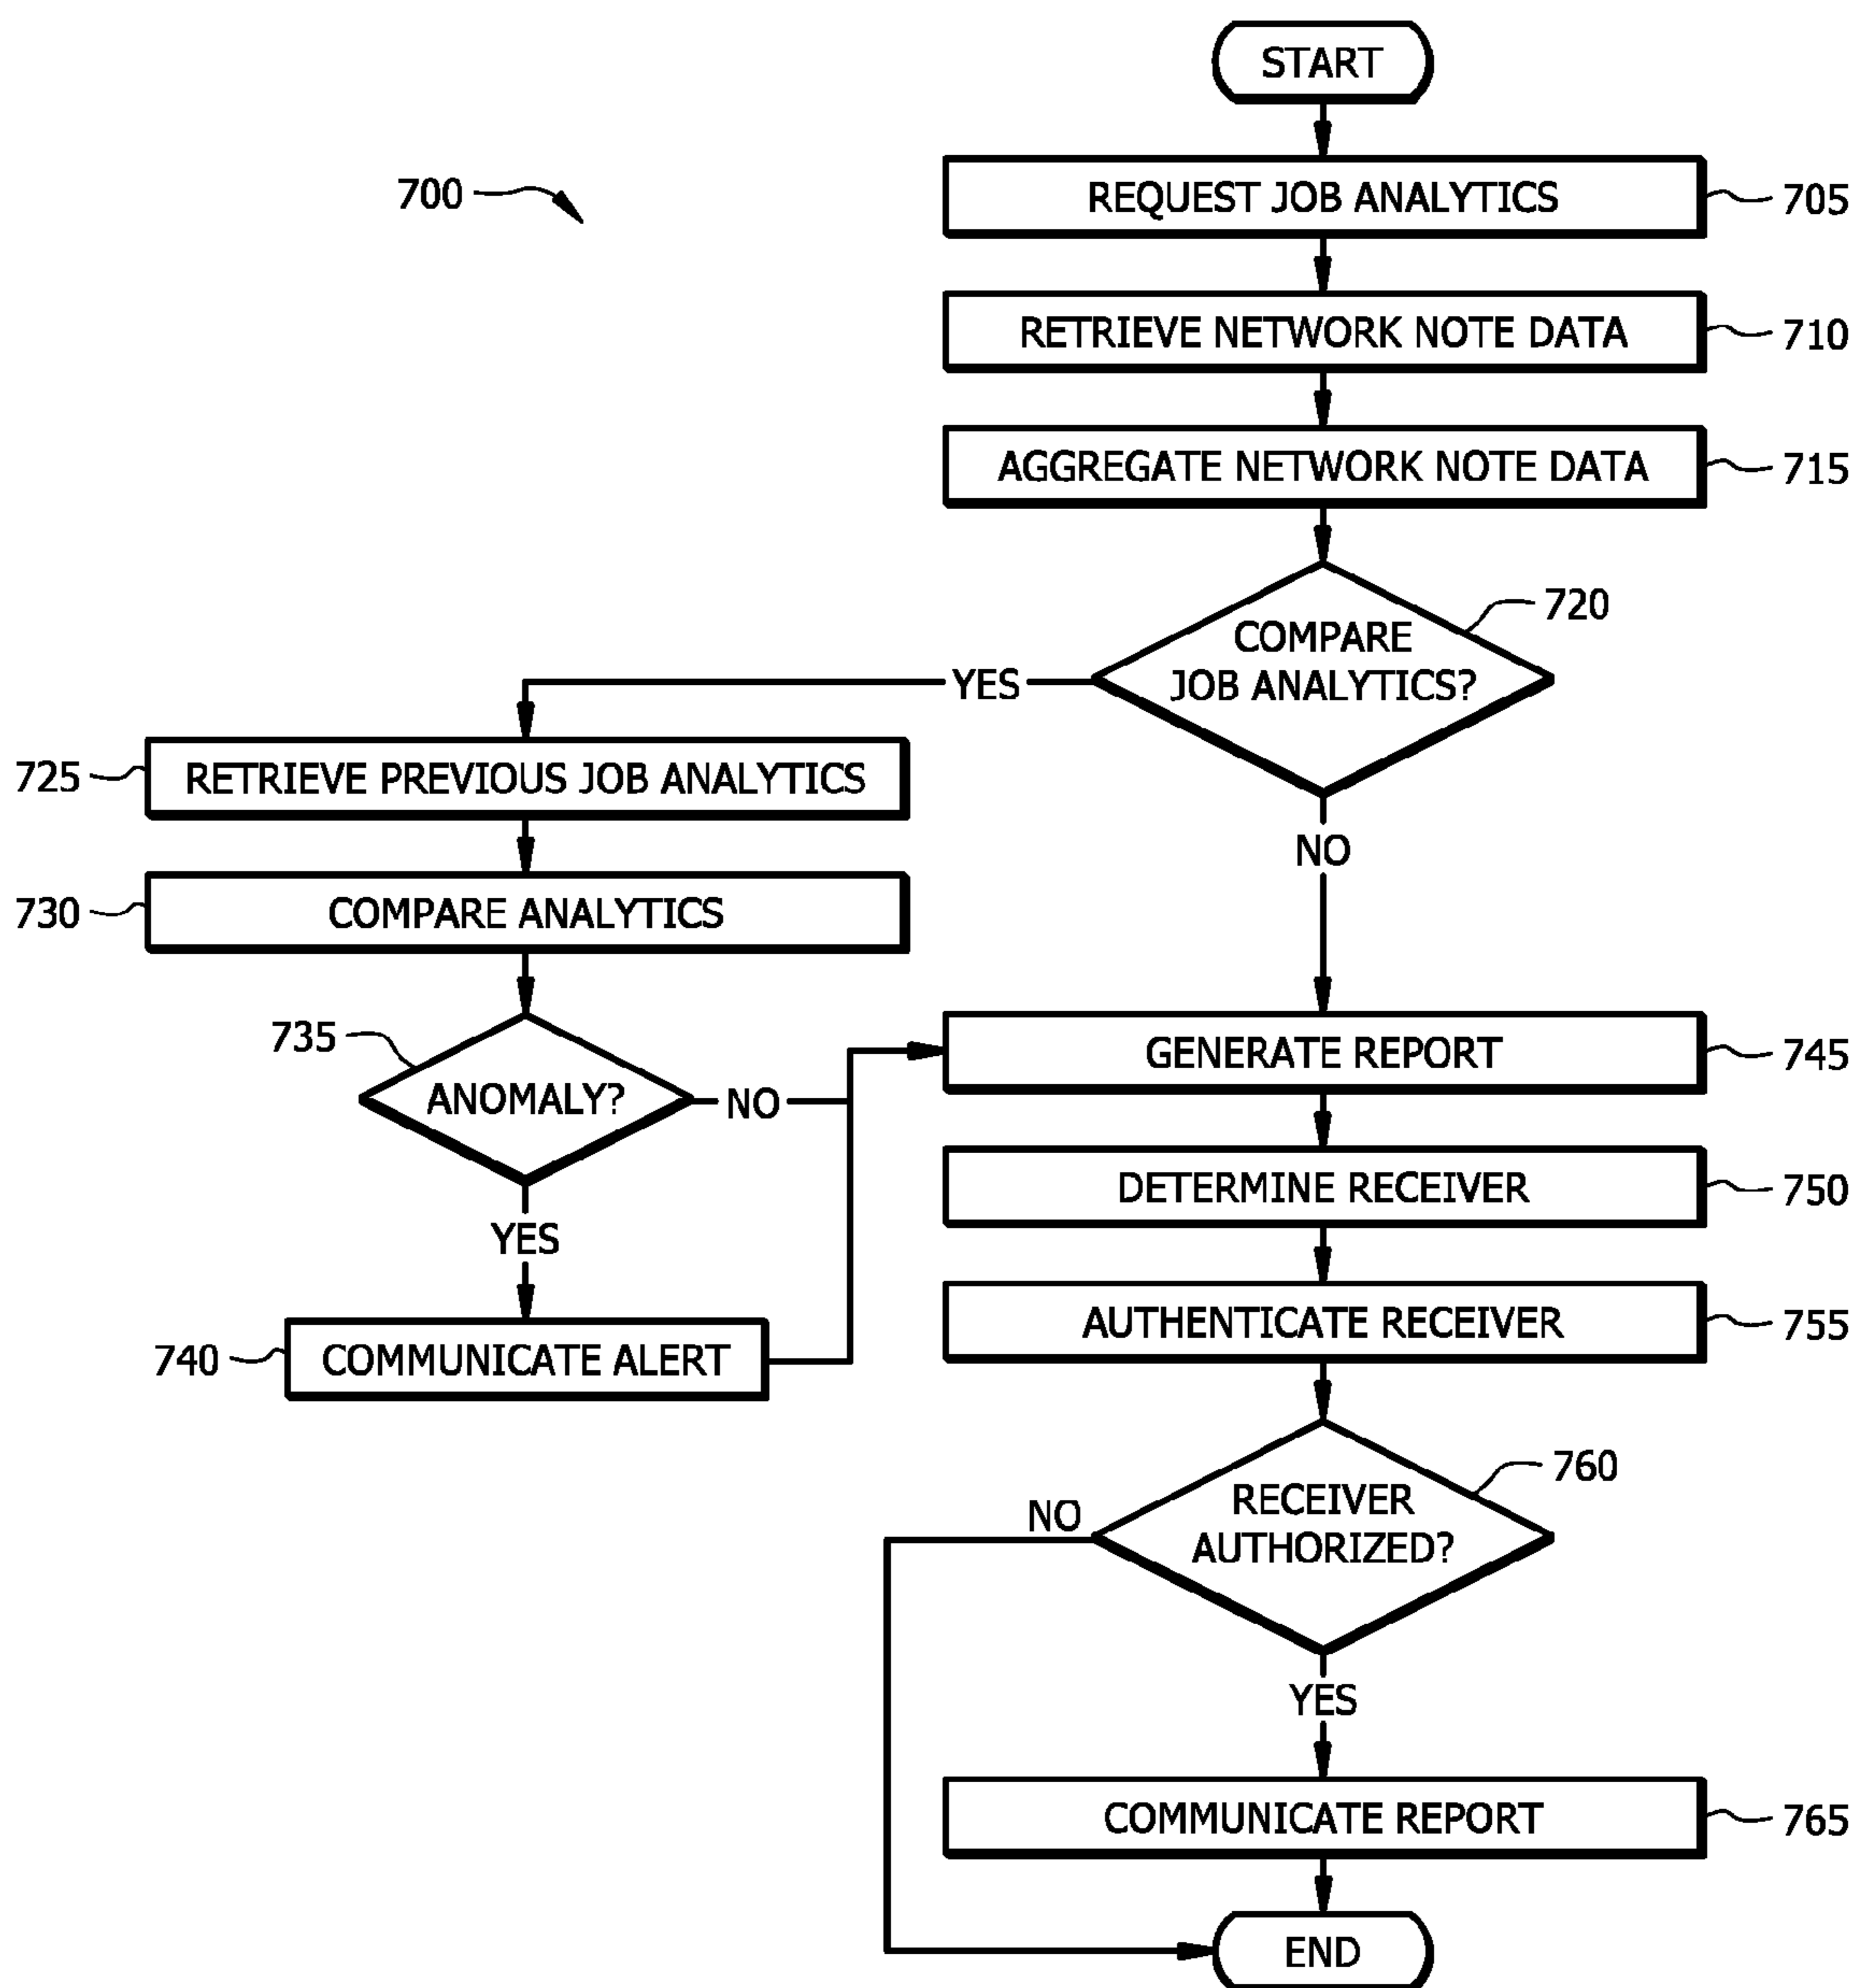 START
700
REQUEST JOB ANALYTICS
705
RETRIEVE NETWORK NOTE DATA
710
AGGREGATE NETWORK NOTE DATA
715
720
COMPARE
JOB ANALYTICS?
YES
NO
725
RETRIEVE PREVIOUS JOB ANALYTICS
730
COMPARE ANALYTICS
735
ANOMALY?
NO
YES
740
COMMUNICATE ALERT
GENERATE REPORT
745
DETERMINE RECEIVER
750
AUTHENTICATE RECEIVER
755
760
RECEIVER
AUTHORIZED?
NO
YES
COMMUNICATE REPORT
765
END